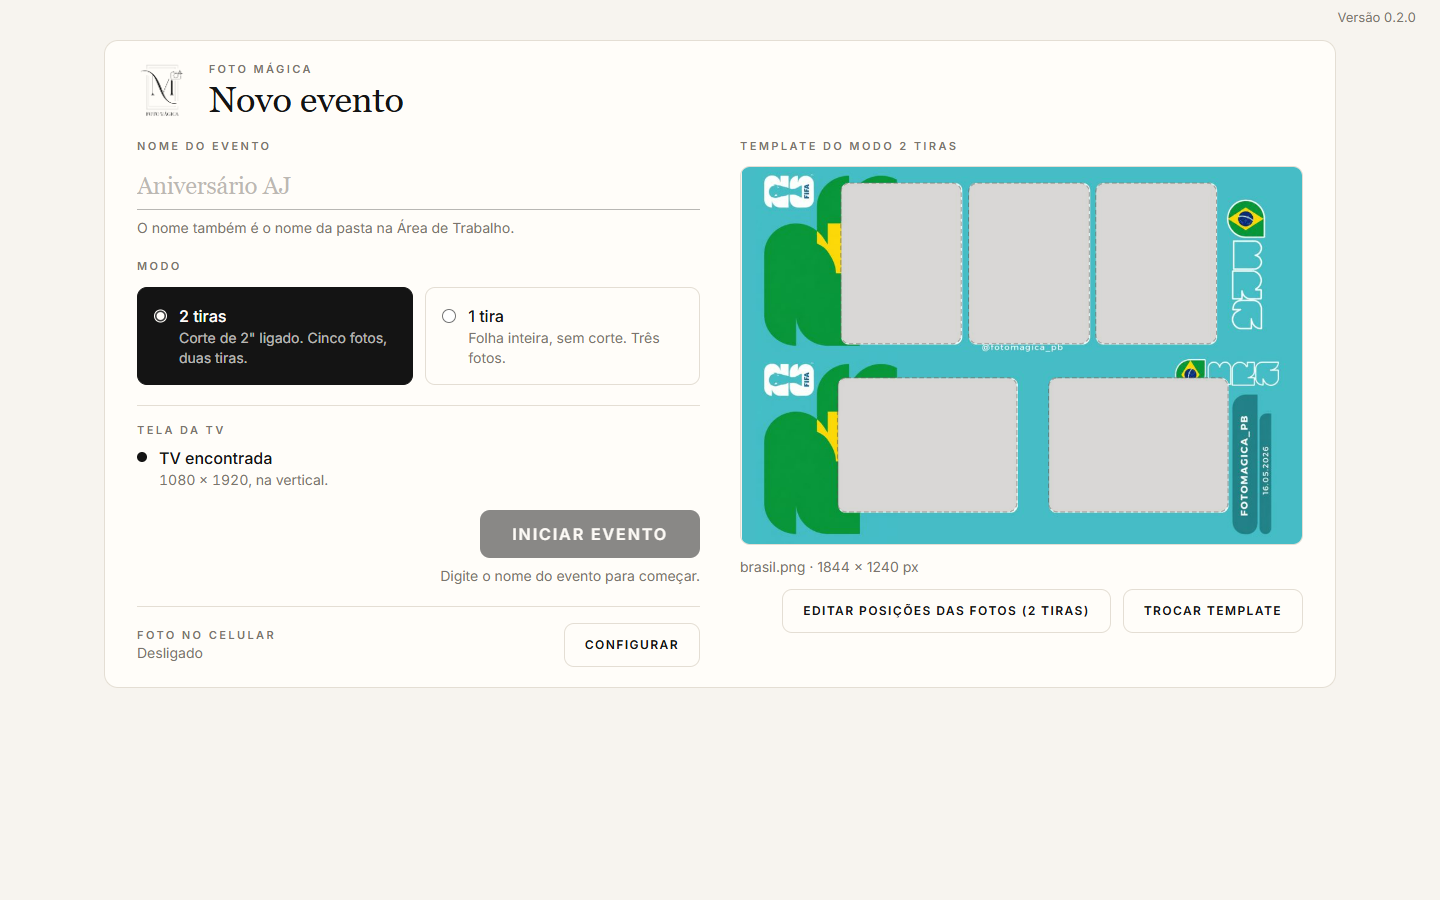 Versão 0.2.0
FOTO MÁGICA
FOTO MÁGICA
Novo evento
NOME DO EVENTO
Aniversário AJ
O nome também é o nome da pasta na Área de Trabalho.
MODO
2 tiras
Corte de 2" ligado. Cinco fotos,
duas tiras.
1 tira
Folha inteira, sem corte. Três
fotos.
TELA DA TV
TV encontrada
1080 × 1920, na vertical.
INICIAR EVENTO
Digite o nome do evento para começar.
FOTO NO CELULAR
Desligado
CONFIGURAR
TEMPLATE DO MODO 2 TIRAS
FIFA
@fotomagica_pb
FIFA
FOTOMAGICA_PB
16.05.2026
brasil.png · 1844 × 1240 px
EDITAR POSIÇÕES DAS FOTOS (2 TIRAS)
TROCAR TEMPLATE